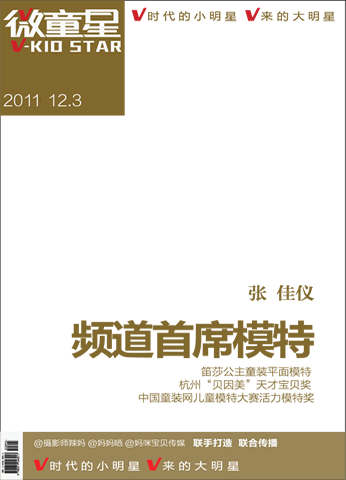 微童星
V-KID STAR
V时代的小明星 V来的大明星
2011 12.3
张 佳仪
频道首席模特
笛莎公主童装平面模特
杭州“贝因美”天才宝贝奖
中国童装网儿童模特大赛活力模特奖
@摄影师辣妈 @妈妈晒 @妈咪宝贝传媒 联手打造 联合传播
V时代的小明星 V来的大明星